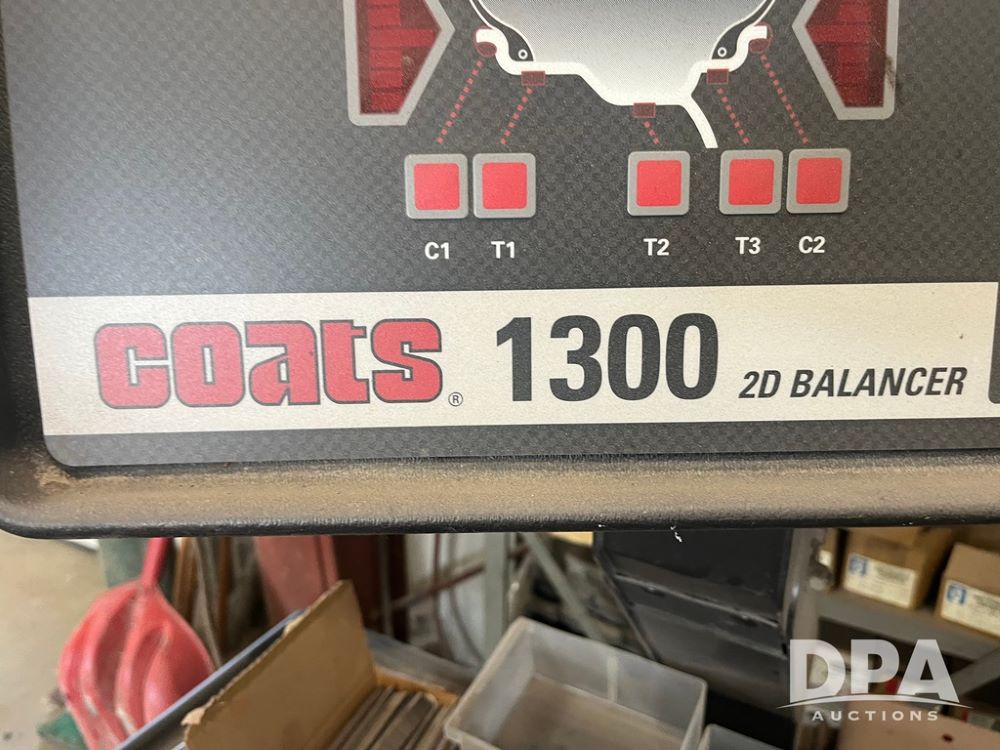 C1 T1 T2 T3 C2
coats® 1300 2D BALANCER
DPA
AUCTIONS